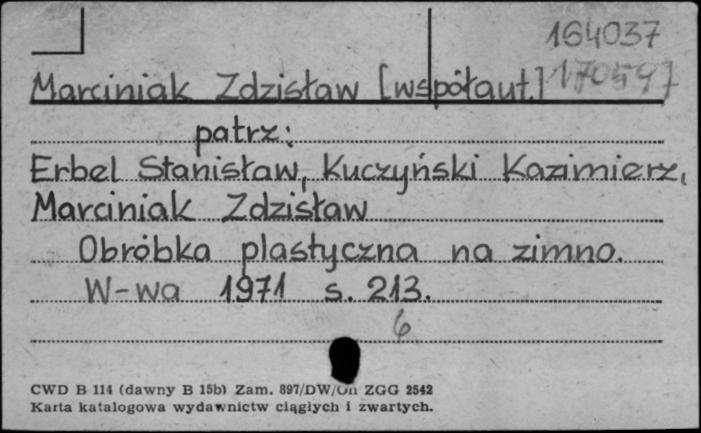 164037
Marciniak Zdzisław [współaut.] 170597
patrz:
Erbel Stanisław, Kuczyński Kazimierz,
Marciniak Zdzisław
Obróbka plastyczna na zimno.
W-wa 1971 s. 213.
6
CWD B 114 (dawny B 15b) Zam. 897/DW/On ZGG 2542
Karta katalogowa wydawnictw ciągłych i zwartych.